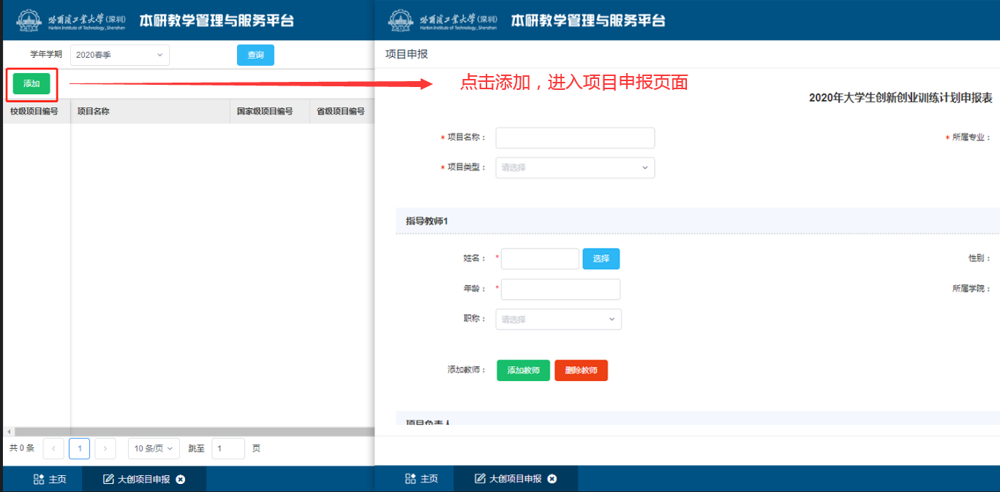 哈爾濱工業大學(深圳)
Harbin Institute of Technology, Shenzhen
本研教学管理与服务平台
学年学期
2020春季
查询
添加
校级项目编号
项目名称
国家级项目编号
省级项目编号
共 0 条
1
10 条/页
跳至
1
页
主页
大创项目申报
哈爾濱工業大學(深圳)
Harbin Institute of Technology, Shenzhen
本研教学管理与服务平台
项目申报
点击添加，进入项目申报页面
2020年大学生创新创业训练计划申报表
* 项目名称：
* 所属专业：
* 项目类型：
请选择
指导教师1
姓名： *
选择
性别：
年龄： *
所属学院：
职称：
请选择
添加教师：
添加教师
删除教师
项目负责人
主页
大创项目申报